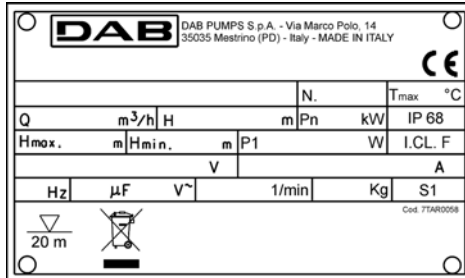 DAB DAB PUMPS S.p.A. - Via Marco Polo, 14
35035 Mestrino (PD) - Italy - MADE IN ITALY
CE
N. Tmax °C
Q m³/h H m Pn kW IP 68
Hmax. m Hmin. m P1 W I.CL. F
V A
Hz µF V~ 1/min Kg S1
Cod. 7TAR0058
20 m